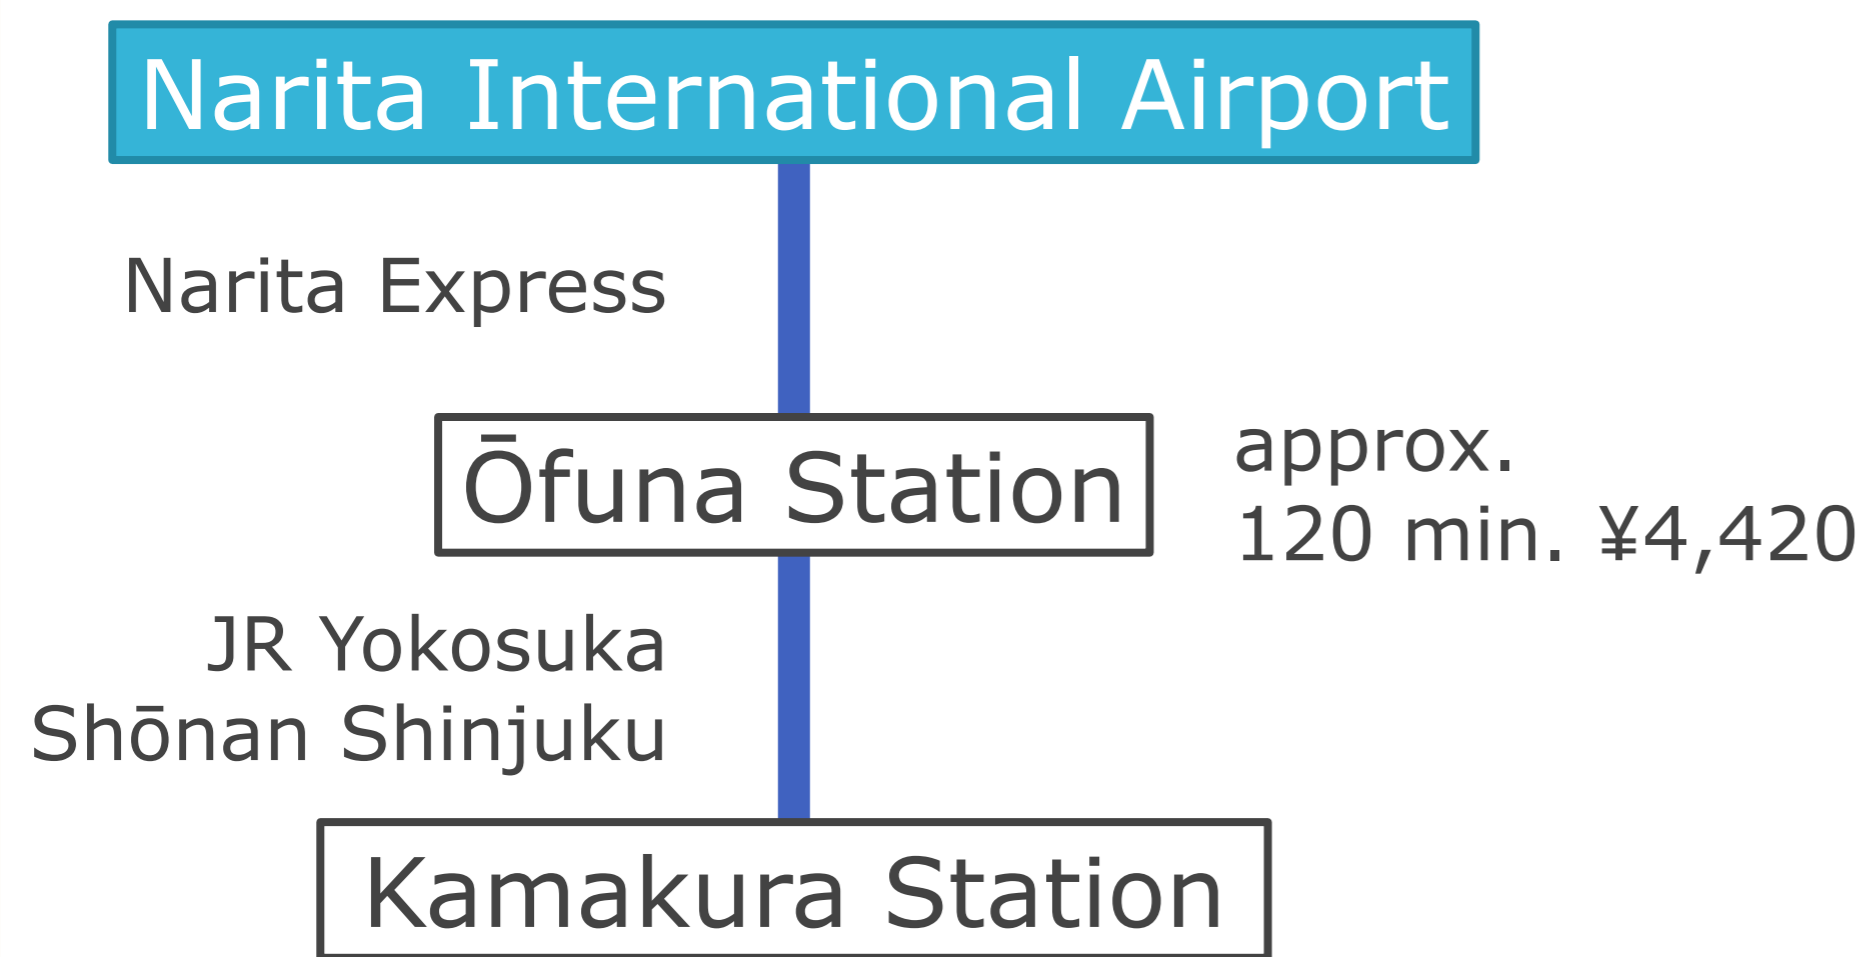 Narita International Airport
Narita Express
Ōfuna Station
approx.
120 min. ¥4,420
JR Yokosuka
Shōnan Shinjuku
Kamakura Station